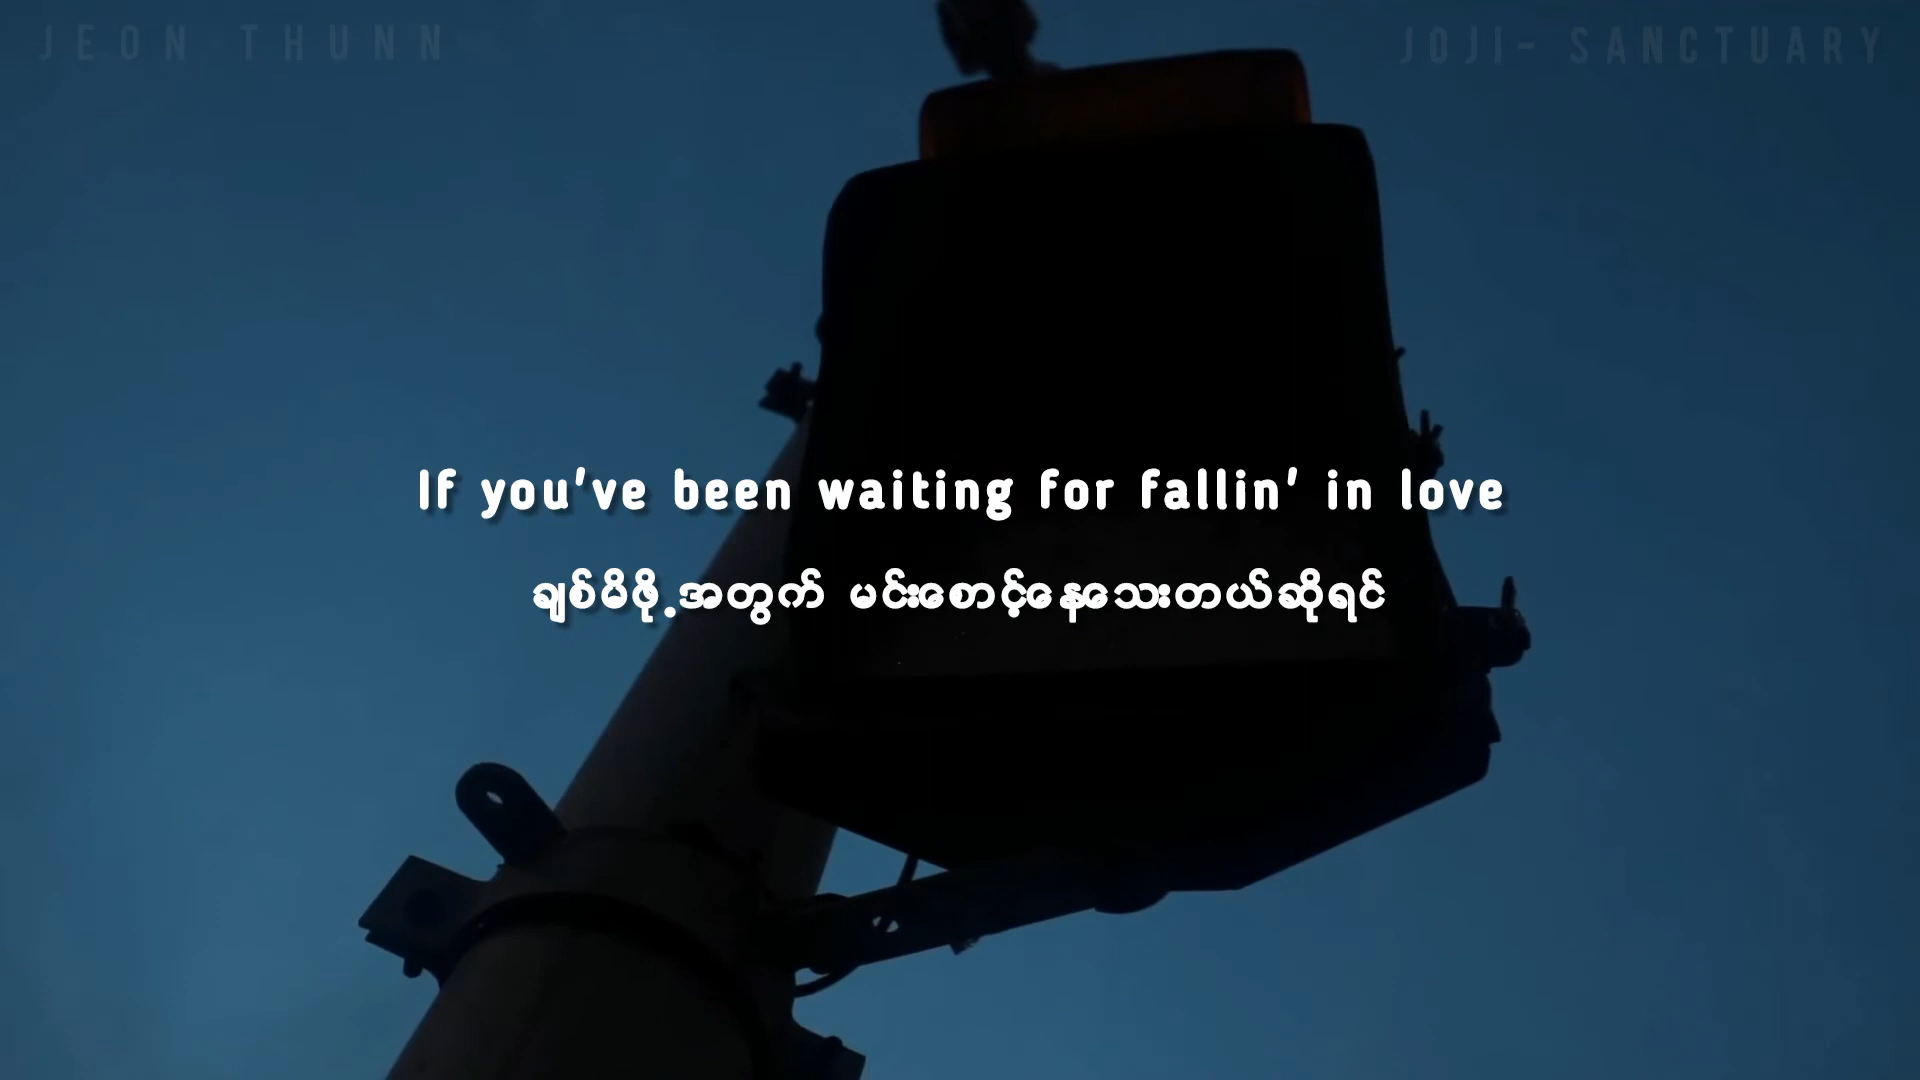 JEON THUNN
JOJI- SANCTUARY
If you've been waiting for fallin' in love
ချစ်မိဖို့အတွက် မင်းစောင့်နေသေးတယ်ဆိုရင်